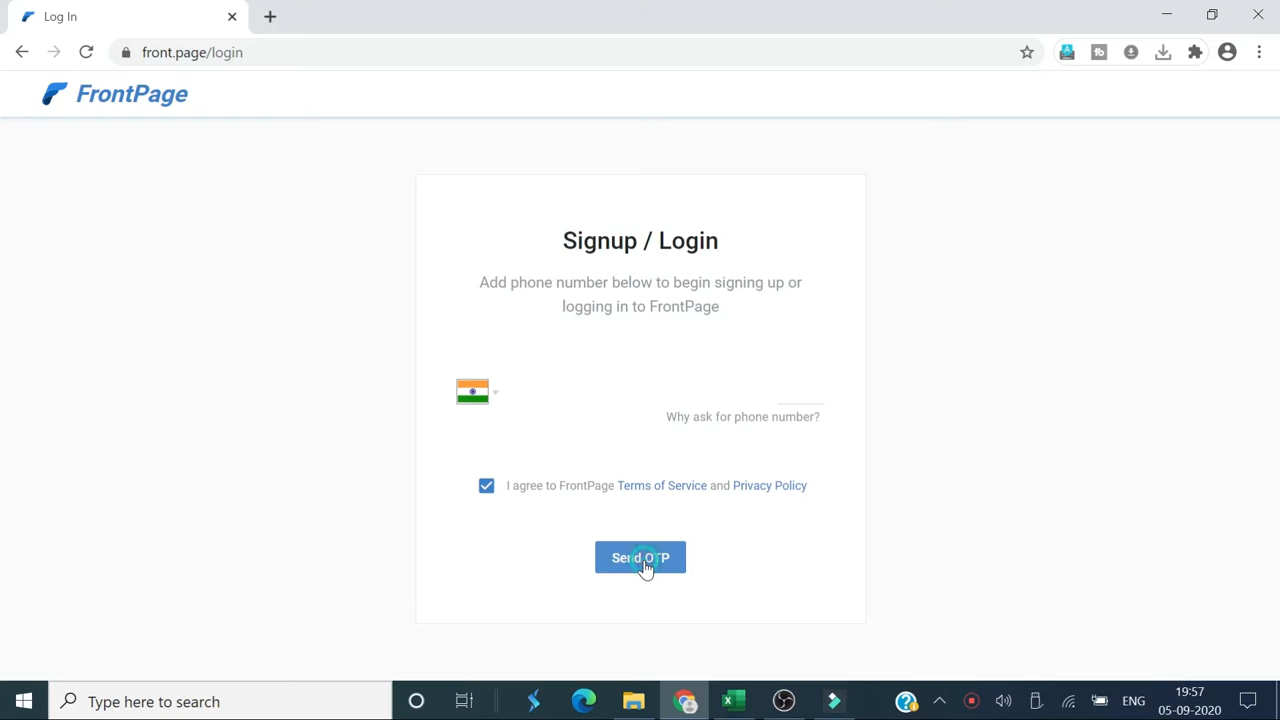 Log In
front.page/login
FrontPage
Signup / Login
Add phone number below to begin signing up or
logging in to FrontPage
Why ask for phone number?
I agree to FrontPage Terms of Service and Privacy Policy
Send OTP
Type here to search
ENG
19:57
05-09-2020